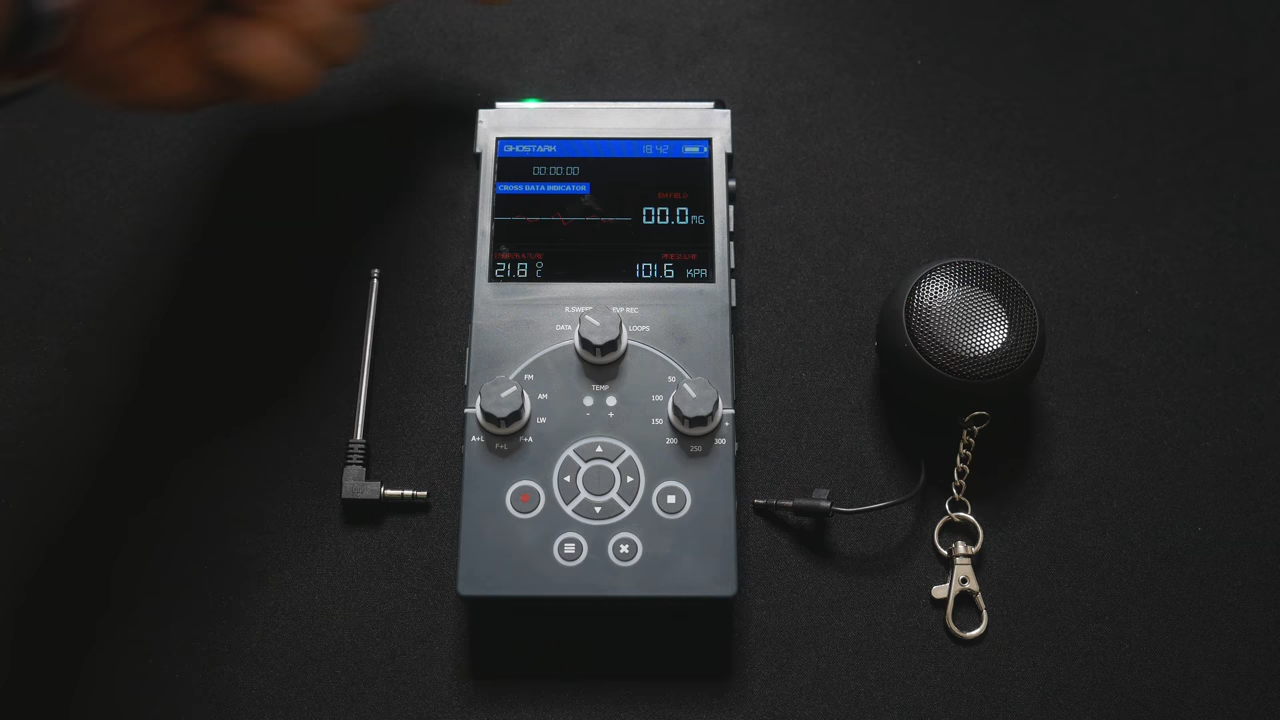 GHOSTARK 18:42
00:00:00
CROSS DATA INDICATOR
EM FIELD
00.0 MG
TEMPERATURE PRESSURE
21.8 °C 101.6 KPA
R.SWEEP EVP REC
DATA LOOPS
FM
AM
LW
F+A
F+L
A+L
TEMP
- +
50
100
150
200
250
300
+